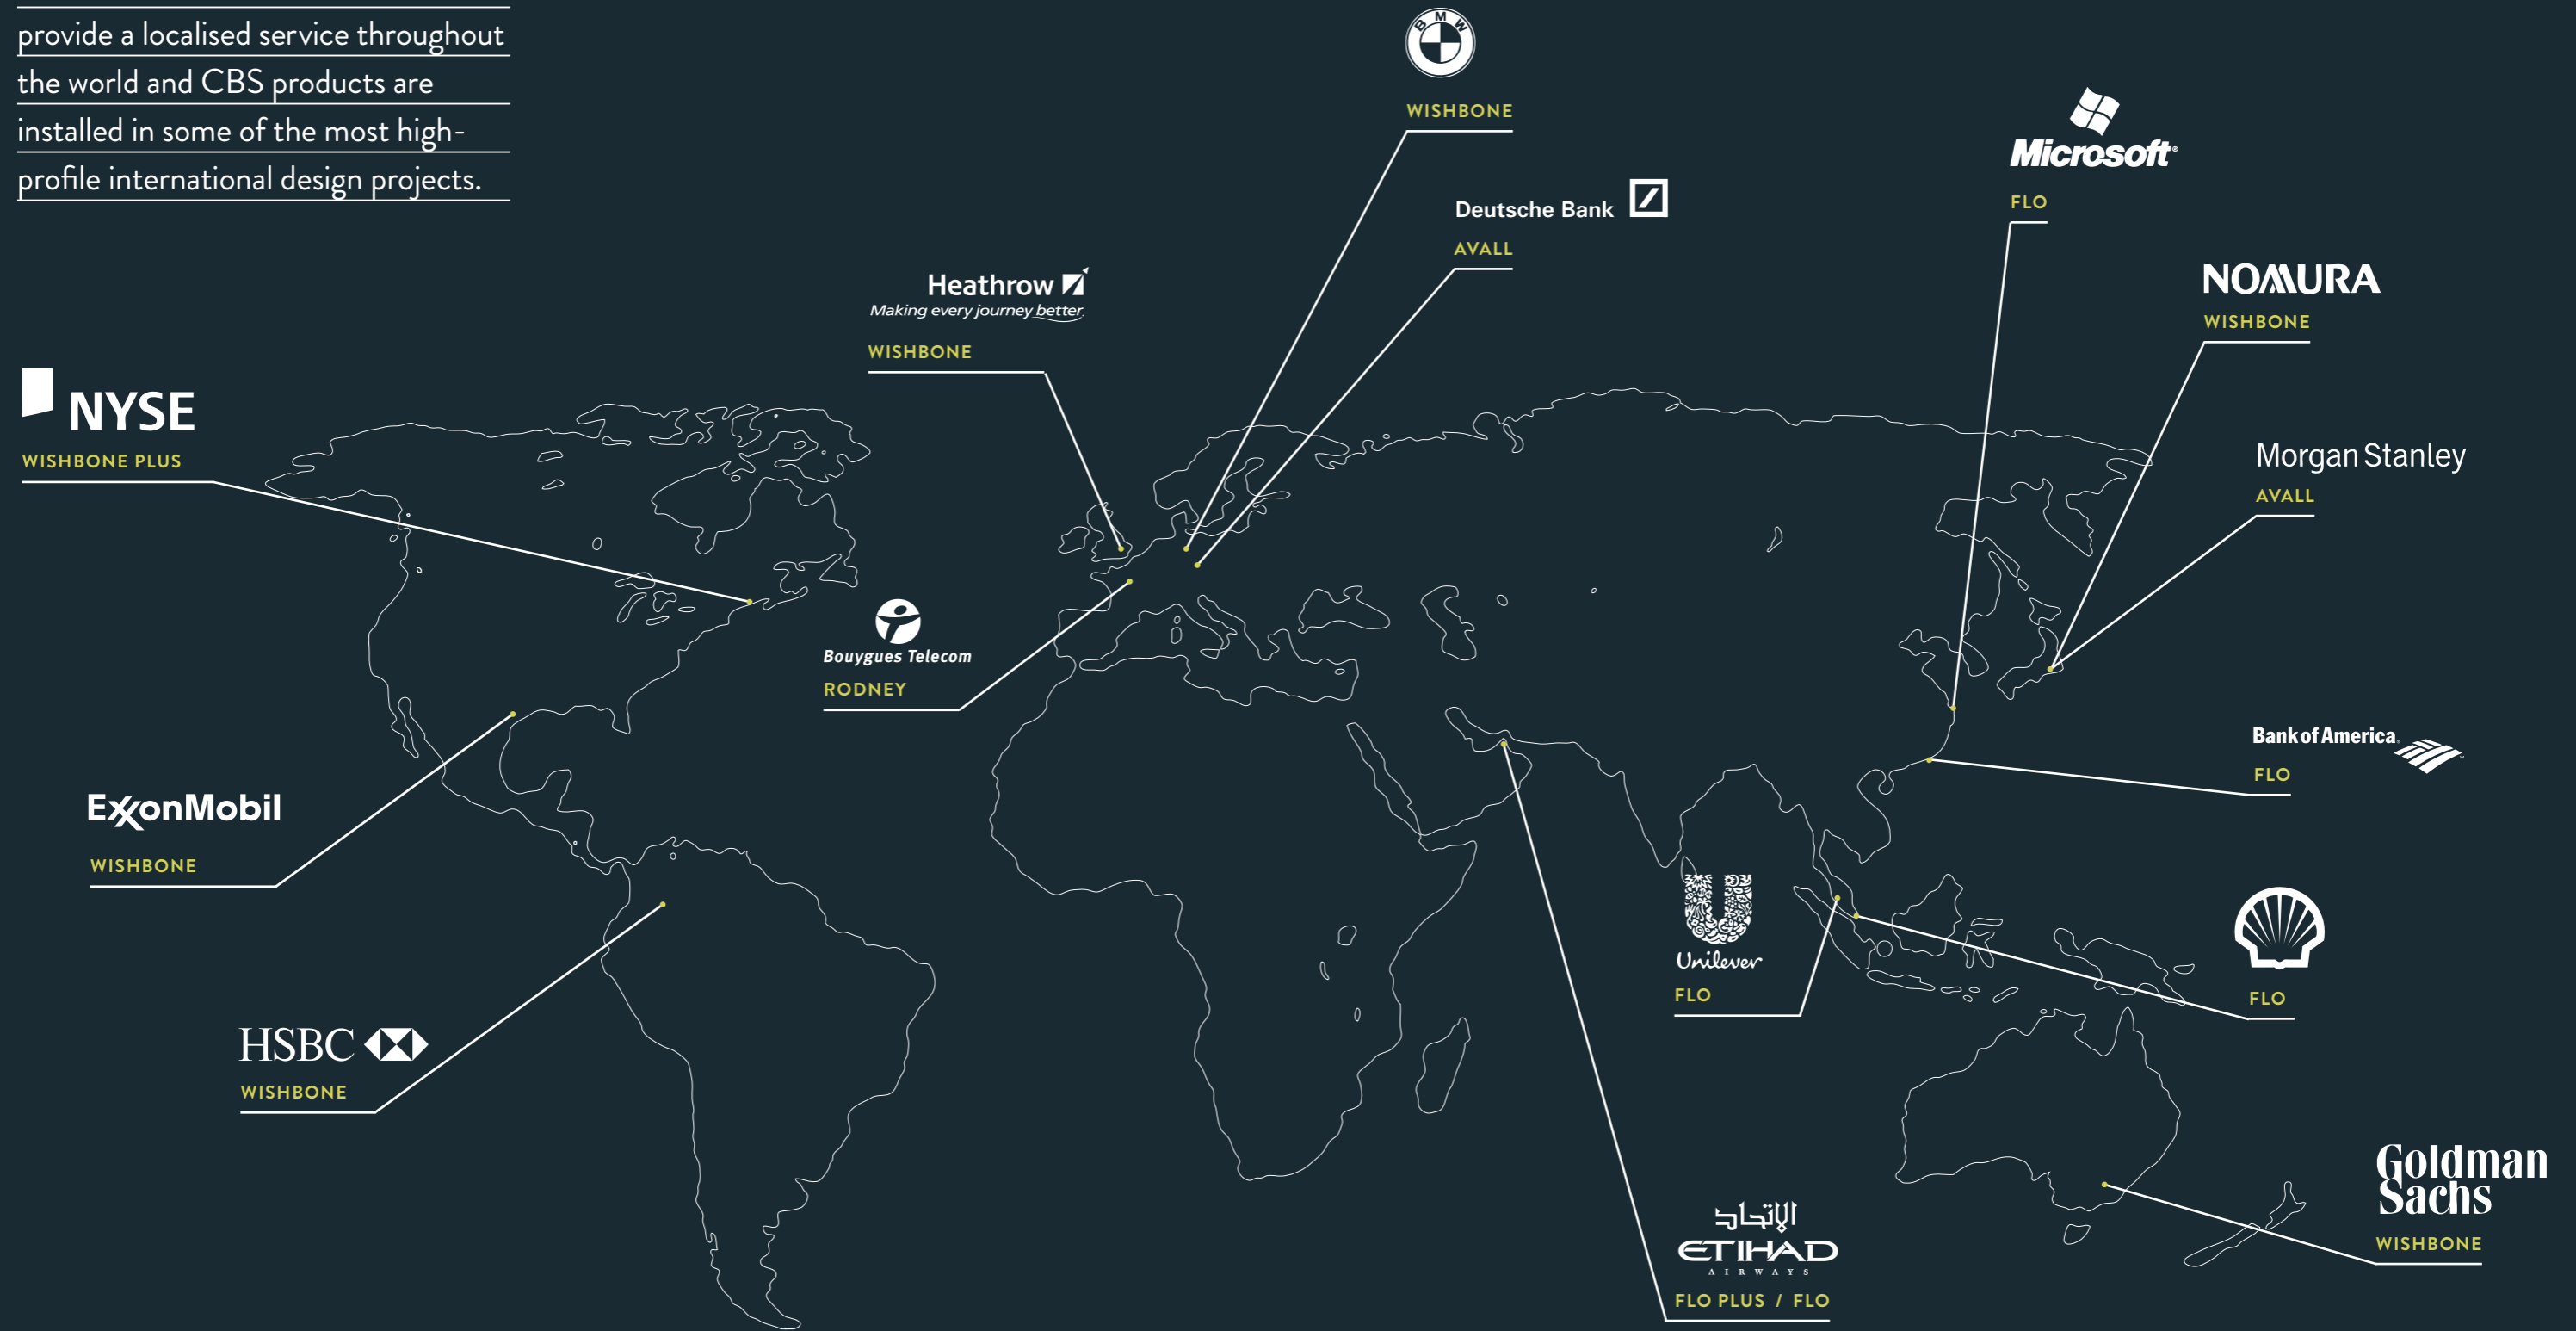 provide a localised service throughout
the world and CBS products are
installed in some of the most high-
profile international design projects.
BMW
WISHBONE
Microsoft®
FLO
Deutsche Bank
AVALL
Heathrow
Making every journey better.
WISHBONE
NOMURA
WISHBONE
NYSE
WISHBONE PLUS
Morgan Stanley
AVALL
Bouygues Telecom
RODNEY
Bank of America
FLO
ExxonMobil
WISHBONE
Unilever
FLO
FLO
HSBC
WISHBONE
Goldman
Sachs
WISHBONE
الإتحاد
ETIHAD
AIRWAYS
FLO PLUS / FLO